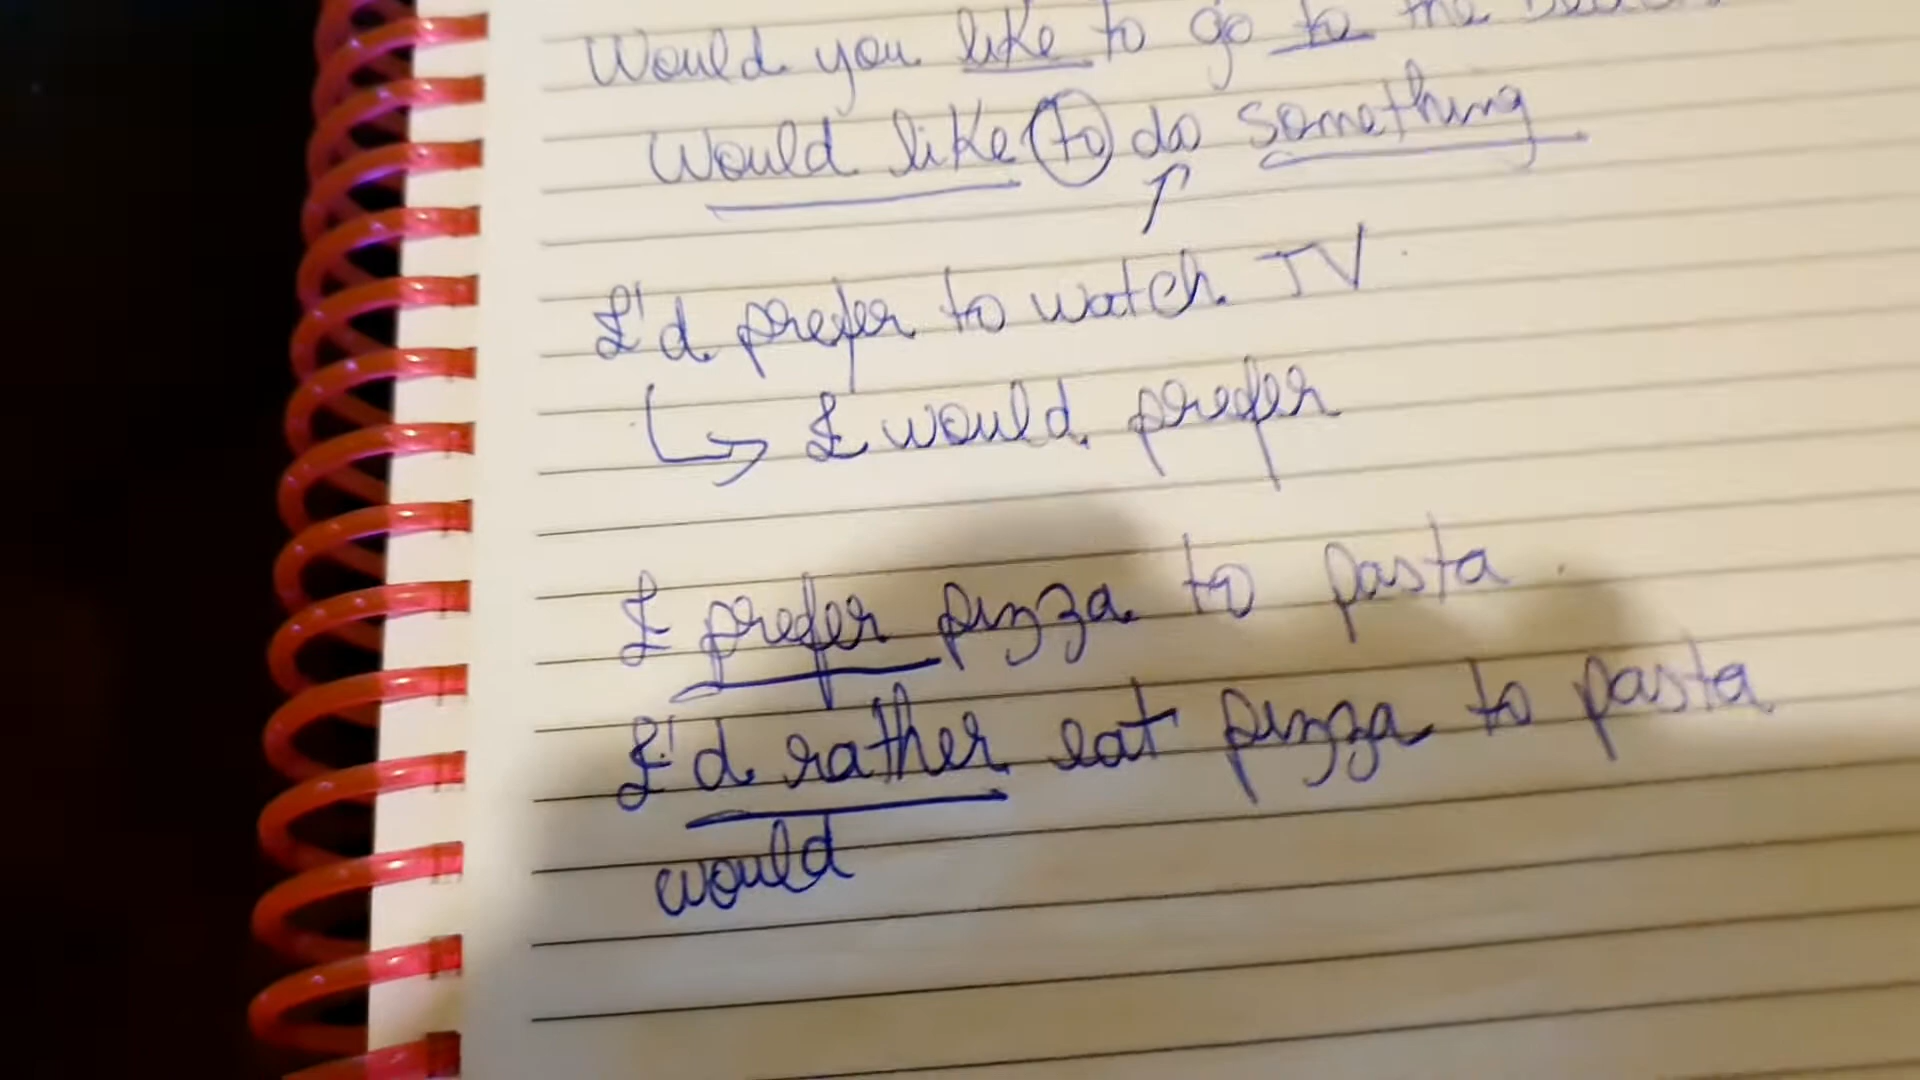 Would you like to go to the
Would like to do something
I'd prefer to watch TV
I would prefer
I prefer pizza to pasta.
I'd rather eat pizza to pasta
would